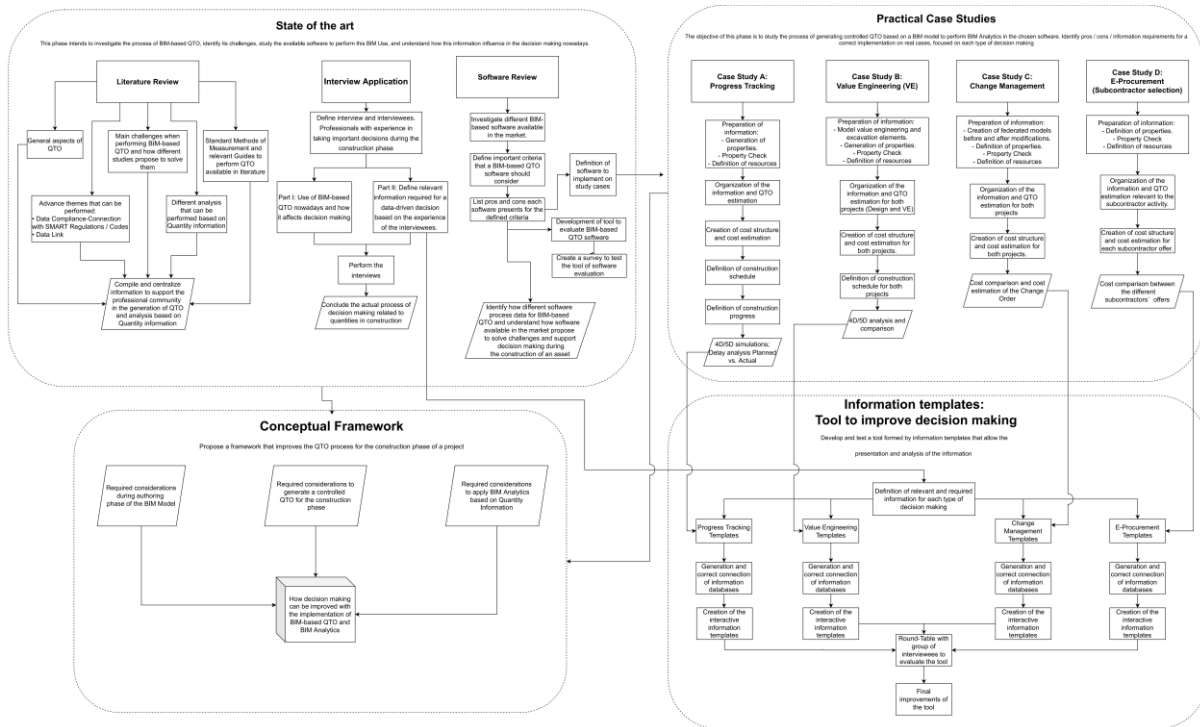 State of the art
This phase intends to investigate the process of BIM-based QTO, identify its challenges, study the available software to perform this BIM Use, and understand how this information influence in the decision making nowadays.
Literature Review
General aspects of
QTO
Main challenges when
performing BIM-based QTO
and how different
studies propose to solve
them
Standard Methods of
Measurement and
relevant Guides to
perform QTO
available in literature
Advance themes that can be
performed:
• Data Compliance-Connection
with SMART Regulations / Codes
• Data Link
Different analysis that
can be
performed based on
Quantity information
Compile and centralize
information to support the
professional community
in the generation of QTO
and analysis based on
Quantity information
Interview Application
Define interview and interviewees.
Professionals with experience in
taking important decisions during the
construction phase
Part I: Use of BIM-based
QTO nowadays and how
it affects decision making
Part II: Define relevant
information required for a
data-driven decision
based on the experience
of the interviewees.
Perform the
interviews
Conclude the actual process of
decision making related to
quantities in construction
Software Review
Investigate different BIM-
based software available
in the market.
Define important criteria
that a BIM-based QTO
software should
consider
List pros and cons each
software presents for the
defined criteria
Definition of
software to
implement on
study cases
Development of tool to
evaluate BIM-based
QTO software
Create a survey to test
the tool of software
evaluation
Identify how different software
process data for BIM-based
QTO and understand how software
available in the market propose
to solve challenges and support
decision making during
the construction of an asset
Practical Case Studies
The objective of this phase is to study the process of generating controlled QTO based on a BIM model to perform BIM Analytics in the chosen software. Identify pros / cons / information requirements for a
correct implementation on real cases, focused on each type of decision making
Case Study A:
Progress Tracking
Preparation of
information:
- Generation of
properties.
- Property Check
- Definition of resources
Organization of the
information and QTO
estimation
Creation of cost structure
and cost estimation
Definition of construction
schedule
Definition of
construction
progress
4D/5D simulations;
Delay analysis Planned
vs. Actual
Case Study B:
Value Engineering (VE)
Preparation of information:
- Model value engineering and
excavation elements.
- Generation of properties.
- Property Check
- Definition of resources
Organization of the
information and QTO
estimation for both
projects (Design and VE)
Creation of cost structure
and cost estimation for both
projects.
Definition of construction
schedule for both
projects
4D/5D analysis and
comparison
Case Study C:
Change Management
Preparation of information:
- Creation of federated models
before and after modifications.
- Definition of properties.
- Property Check
- Definition of resources
Organization of the
information and QTO
estimation for both
projects
Creation of cost structure
and cost estimation for both
projects.
Cost comparison and cost
estimation of the Change
Order
Case Study D:
E-Procurement
(Subcontractor selection)
Preparation of information:
- Definition of properties.
- Property Check
- Definition of resources
Organization of the
information and QTO
estimation relevant to the
subcontractor activity.
Creation of cost structure
and cost estimation for
each subcontractor offer.
Cost comparison between
the different
subcontractors´ offers
Conceptual Framework
Propose a framework that improves the QTO process for the construction phase of a project
Required considerations
during authoring
phase of the BIM Model
Required considerations to
generate a controlled
QTO for the construction
phase
Required considerations
to apply BIM Analytics
based on Quantity
Information
How decision making
can be improved with
the implementation of
BIM-based QTO and
BIM Analytics
Information templates:
Tool to improve decision making
Develop and test a tool formed by information templates that allow the
presentation and analysis of the information
Definition of relevant and required
information for each type of
decision making
Progress Tracking
Templates
Generation and
correct connection
of information
databases
Creation of the
interactive
information
templates
Value Engineering
Templates
Generation and
correct connection
of information
databases
Creation of the
interactive
information
templates
Change
Management
Templates
Generation and
correct connection
of information
databases
Creation of the
interactive
information
templates
E-Procurement
Templates
Generation and
correct connection
of information
databases
Creation of the
interactive
information
templates
Round-Table with
group of
interviewees to
evaluate the tool
Final
improvements of
the tool